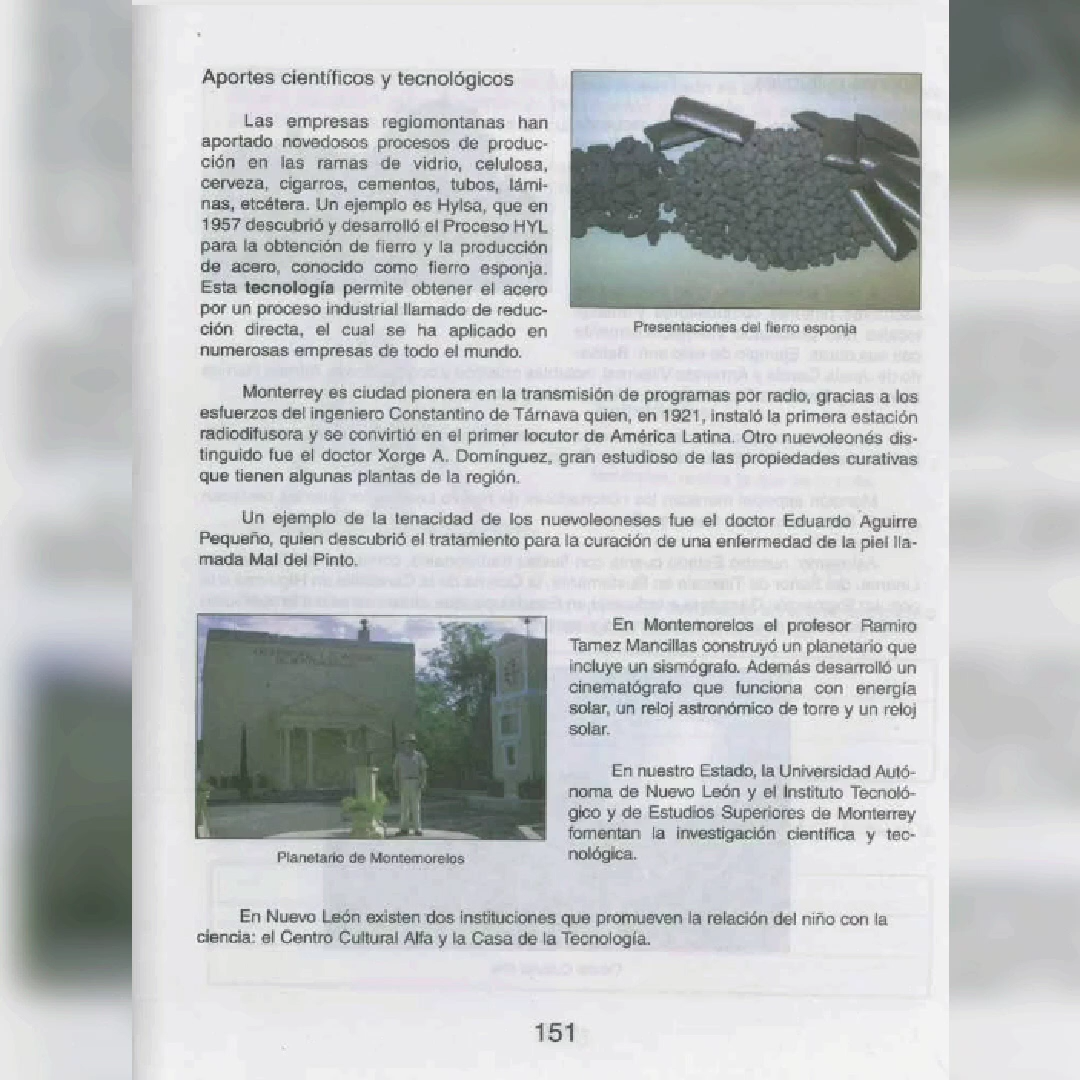 Aportes científicos y tecnológicos
Las empresas regiomontanas han
aportado novedosos procesos de produc-
ción en las ramas de vidrio, celulosa,
cerveza, cigarros, cementos, tubos, lámi-
nas, etcétera. Un ejemplo es Hylsa, que en
1957 descubrió y desarrolló el Proceso HYL
para la obtención de fierro y la producción
de acero, conocido como fierro esponja.
Esta tecnología permite obtener el acero
por un proceso industrial llamado de reduc-
ción directa, el cual se ha aplicado en
numerosas empresas de todo el mundo.
Presentaciones del fierro esponja
Monterrey es ciudad pionera en la transmisión de programas por radio, gracias a los
esfuerzos del ingeniero Constantino de Tárnava quien, en 1921, instaló la primera estación
radiodifusora y se convirtió en el primer locutor de América Latina. Otro nuevoleonés dis-
tinguido fue el doctor Xorge A. Domínguez, gran estudioso de las propiedades curativas
que tienen algunas plantas de la región.
Un ejemplo de la tenacidad de los nuevoleoneses fue el doctor Eduardo Aguirre
Pequeño, quien descubrió el tratamiento para la curación de una enfermedad de la piel lla-
mada Mal del Pinto.
Planetario de Montemorelos
En Montemorelos el profesor Ramiro
Tamez Mancillas construyó un planetario que
incluye un sismógrafo. Además desarrolló un
cinematógrafo que funciona con energía
solar, un reloj astronómico de torre y un reloj
solar.
En nuestro Estado, la Universidad Autó-
noma de Nuevo León y el Instituto Tecnoló-
gico y de Estudios Superiores de Monterrey
fomentan la investigación científica y tec-
nológica.
En Nuevo León existen dos instituciones que promueven la relación del niño con la
ciencia: el Centro Cultural Alfa y la Casa de la Tecnología.
151